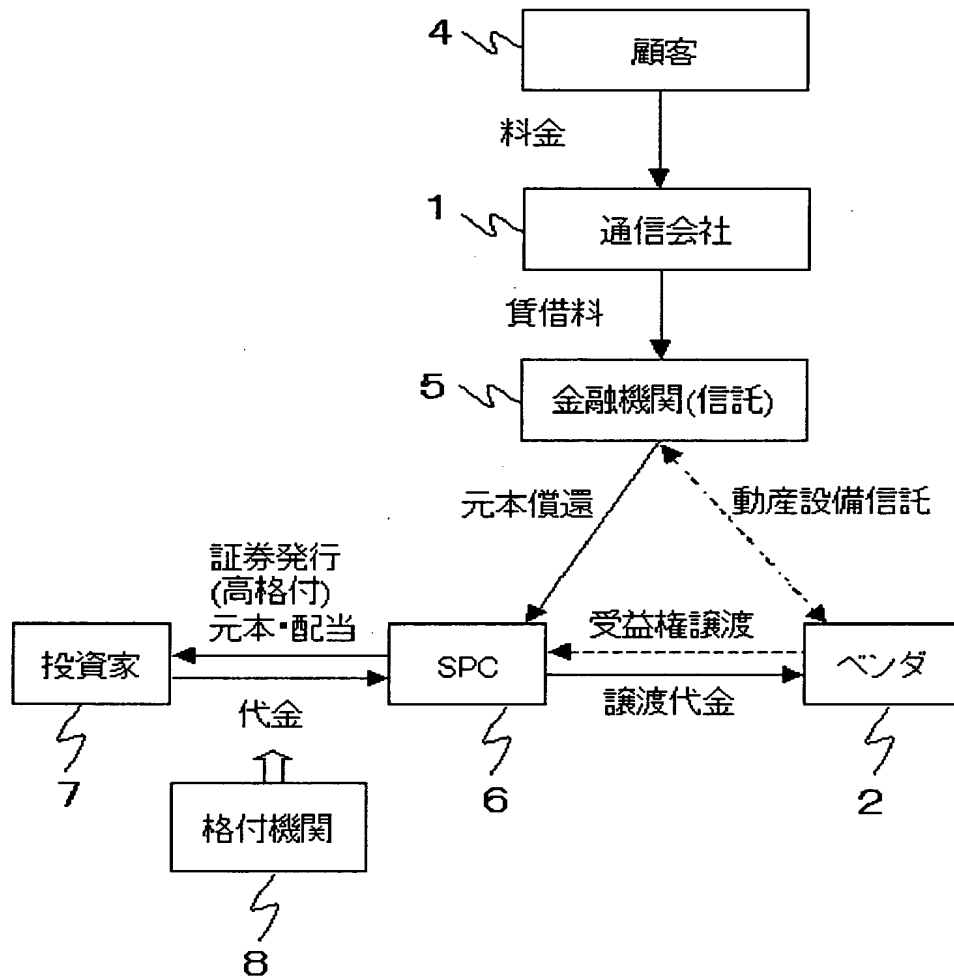 4
顧客
料金
1
通信会社
賃借料
5
金融機関(信託)
元本償還
動産設備信託
証券発行
(高格付)
元本・配当
受益権譲渡
投資家
SPC
ベンダ
代金
譲渡代金
7
6
2
格付機関
8